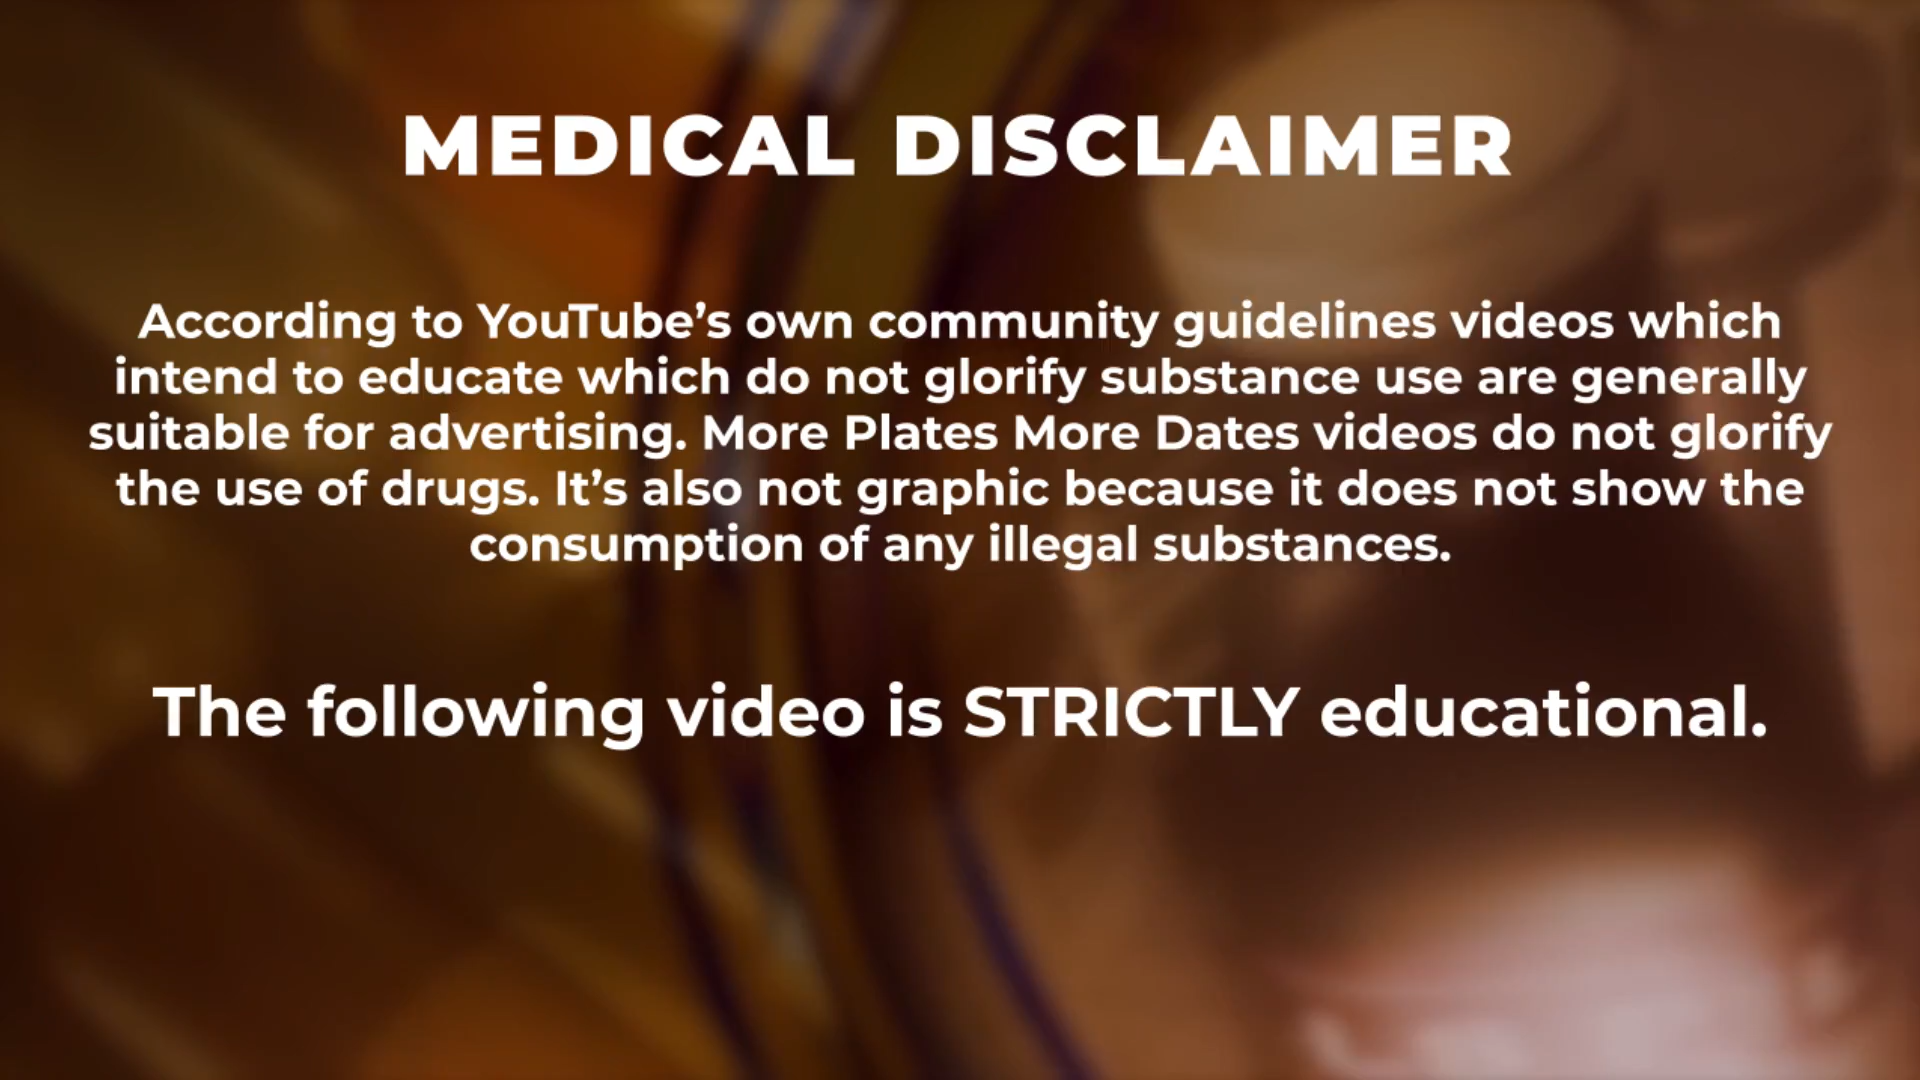 MEDICAL DISCLAIMER
According to YouTube’s own community guidelines videos which
intend to educate which do not glorify substance use are generally
suitable for advertising. More Plates More Dates videos do not glorify
the use of drugs. It’s also not graphic because it does not show the
consumption of any illegal substances.
The following video is STRICTLY educational.